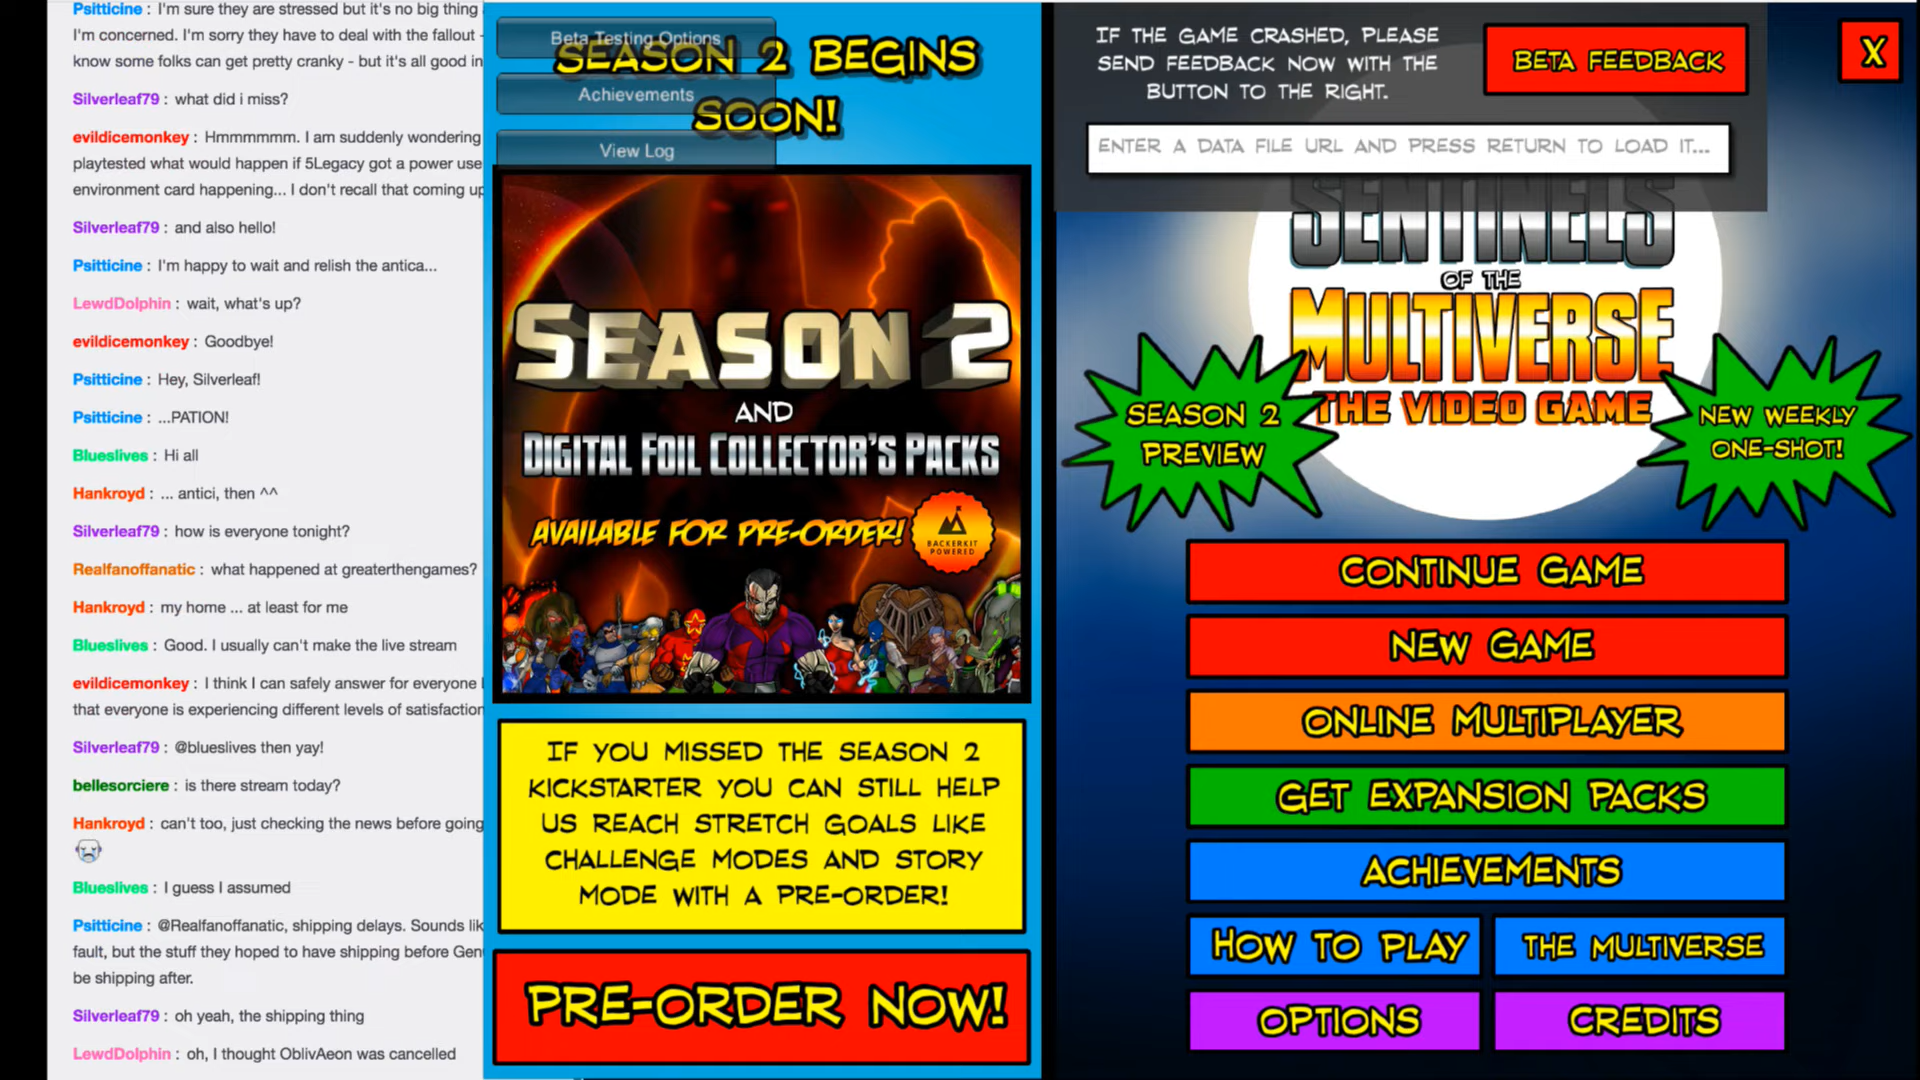 Psitticine : I'm sure they are stressed but it's no big thing
I'm concerned. I'm sorry they have to deal with the fallout -
know some folks can get pretty cranky - but it's all good in
Silverleaf79 : what did i miss?
evildicemonkey : Hmmmmmm. I am suddenly wondering
playtested what would happen if 5Legacy got a power use
environment card happening... I don't recall that coming up
Silverleaf79 : and also hello!
Psitticine : I'm happy to wait and relish the antica...
LewdDolphin : wait, what's up?
evildicemonkey : Goodbye!
Psitticine : Hey, Silverleaf!
Psitticine : ...PATION!
Blueslives : Hi all
Hankroyd : ... antici, then ^^
Silverleaf79 : how is everyone tonight?
Realfanoffanatic : what happened at greaterthengames?
Hankroyd : my home ... at least for me
Blueslives : Good. I usually can't make the live stream
evildicemonkey : I think I can safely answer for everyone
that everyone is experiencing different levels of satisfaction
Silverleaf79 : @blueslives then yay!
bellesorciere : is there stream today?
Hankroyd : can't too, just checking the news before going
Blueslives : I guess I assumed
Psitticine : @Realfanoffanatic, shipping delays. Sounds lik
fault, but the stuff they hoped to have shipping before Gen
be shipping after.
Silverleaf79 : oh yeah, the shipping thing
LewdDolphin : oh, I thought OblivAeon was cancelled
Beta Testing Options
Achievements
View Log
SEASON 2 BEGINS
SOON!
SEASON 2
AND
DIGITAL FOIL COLLECTOR'S PACKS
AVAILABLE FOR PRE-ORDER!
BACKERKIT
POWERED
IF YOU MISSED THE SEASON 2
KICKSTARTER YOU CAN STILL HELP
US REACH STRETCH GOALS LIKE
CHALLENGE MODES AND STORY
MODE WITH A PRE-ORDER!
PRE-ORDER NOW!
IF THE GAME CRASHED, PLEASE
SEND FEEDBACK NOW WITH THE
BUTTON TO THE RIGHT.
BETA FEEDBACK
X
ENTER A DATA FILE URL AND PRESS RETURN TO LOAD IT...
SENTINELS
OF THE
MULTIVERSE
THE VIDEO GAME
SEASON 2
PREVIEW
NEW WEEKLY
ONE-SHOT!
CONTINUE GAME
NEW GAME
ONLINE MULTIPLAYER
GET EXPANSION PACKS
ACHIEVEMENTS
HOW TO PLAY
THE MULTIVERSE
OPTIONS
CREDITS